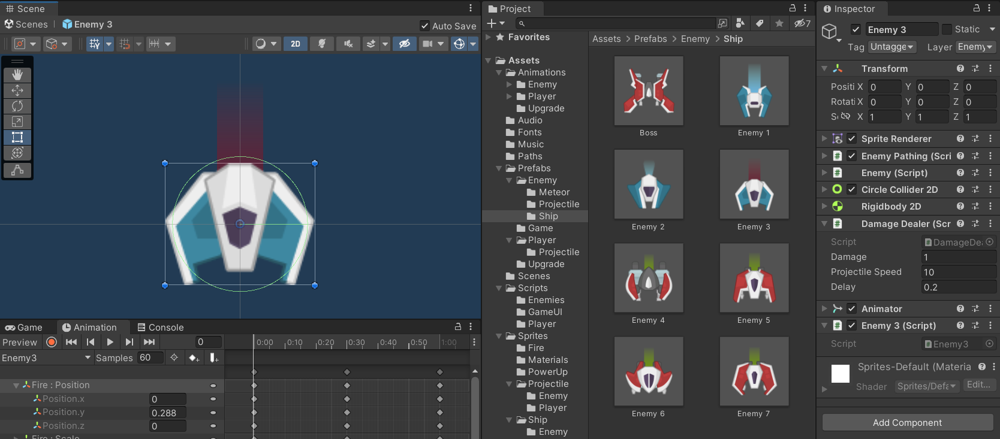 Scene
Scenes | Enemy 3
Auto Save
2D
Game Animation Console
Preview
0
0:00 0:10 0:20 0:30 0:40 0:50 1:00
Enemy3 Samples 60
Fire : Position
Position.x 0
Position.y 0.288
Position.z 0
Fire : Scale
Project
7
Favorites
Assets
Animations
Enemy
Player
Upgrade
Audio
Fonts
Music
Paths
Prefabs
Enemy
Meteor
Projectile
Ship
Game
Player
Projectile
Upgrade
Scenes
Scripts
Enemies
GameUI
Player
Sprites
Fire
Materials
PowerUp
Projectile
Enemy
Player
Ship
Enemy
Assets > Prefabs > Enemy > Ship
Boss Enemy 1
Enemy 2 Enemy 3
Enemy 4 Enemy 5
Enemy 6 Enemy 7
Inspector
Enemy 3 Static
Tag Untagge Layer Enemy
Transform
Positi X 0 Y 0 Z 0
Rotati X 0 Y 0 Z 0
S X 1 Y 1 Z 1
Sprite Renderer
Enemy Pathing (Scri
Enemy (Script)
Circle Collider 2D
Rigidbody 2D
Damage Dealer (Scr
Script DamageDea
Damage 1
Projectile Speed 10
Delay 0.2
Animator
Enemy 3 (Script)
Script Enemy3
Sprites-Default (Materia
Shader Sprites/Defa Edit...
Add Component